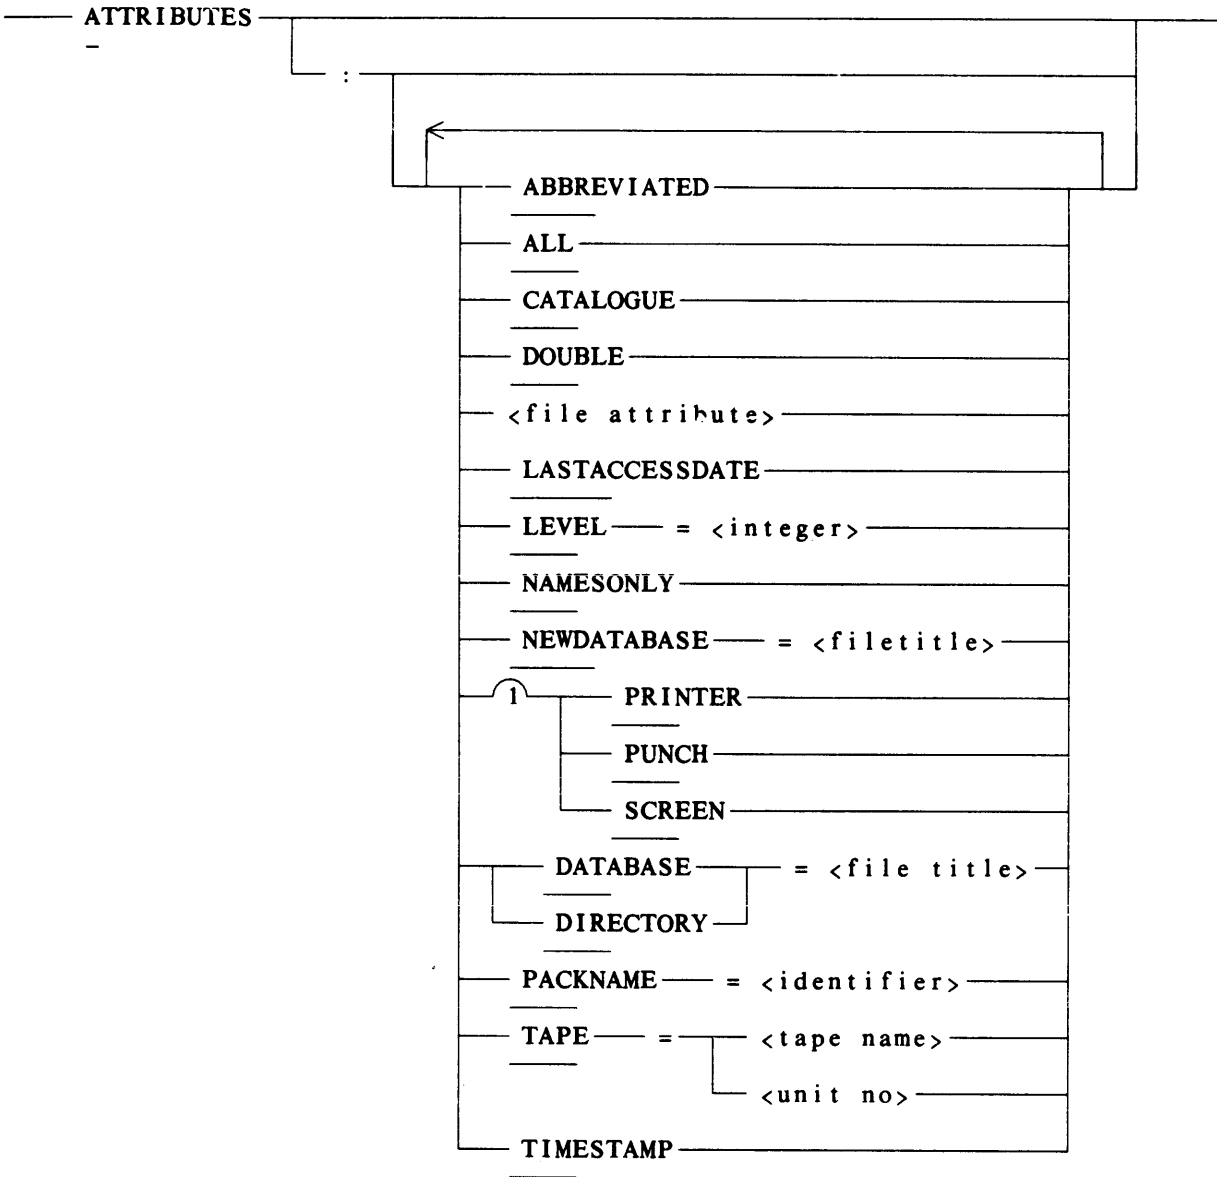 ATTRIBUTES
:
ABBREVIATED
ALL
CATALOGUE
DOUBLE
<file attribute>
LASTACCESSDATE
LEVEL = <integer>
NAMESONLY
NEWDATABASE = <filetitle>
1 PRINTER
PUNCH
SCREEN
DATABASE = <file title>
DIRECTORY
PACKNAME = <identifier>
TAPE = <tape name>
<unit no>
TIMESTAMP